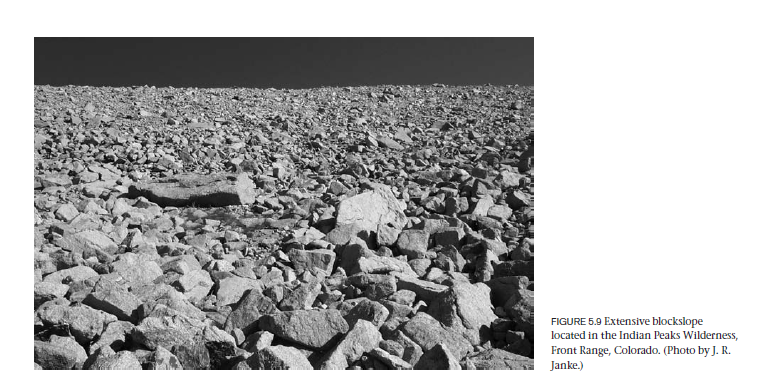 FIGURE 5.9 Extensive blockslope
located in the Indian Peaks Wilderness,
Front Range, Colorado. (Photo by J. R.
Janke.)